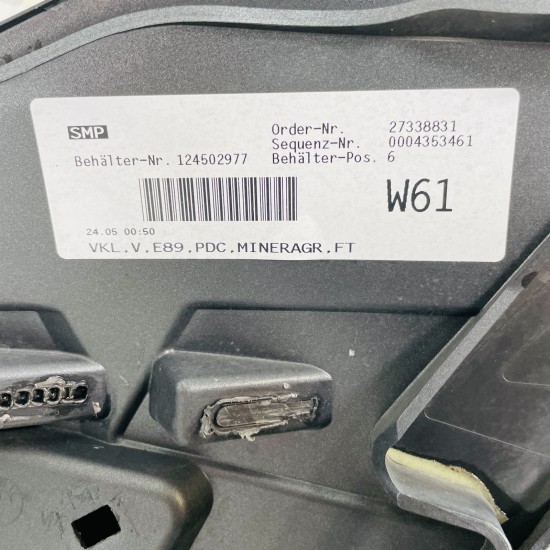 SMP
Order-Nr. 27338831
Sequenz-Nr. 0004353461
Behälter-Nr. 124502977 Behälter-Pos. 6
W61
24.05 00:50
VKL.V.E89.PDC.MINERAGR.FT